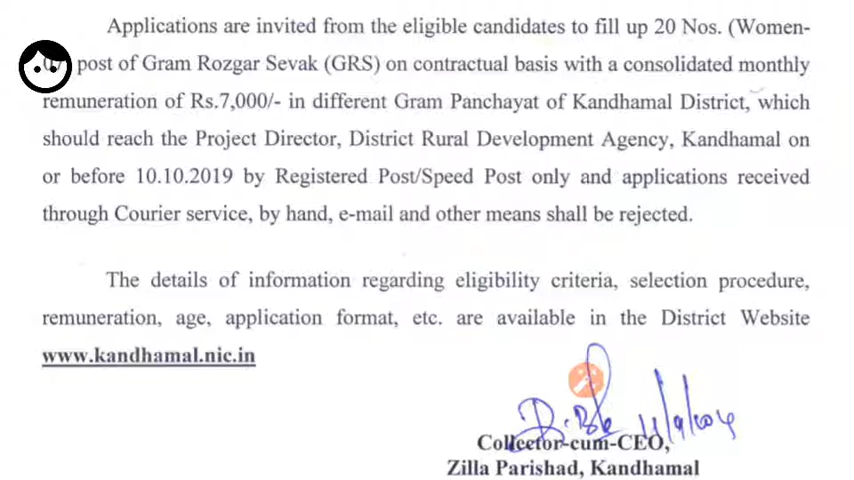 Applications are invited from the eligible candidates to fill up 20 Nos. (Women-
post of Gram Rozgar Sevak (GRS) on contractual basis with a consolidated monthly
remuneration of Rs.7,000/- in different Gram Panchayat of Kandhamal District, which
should reach the Project Director, District Rural Development Agency, Kandhamal on
or before 10.10.2019 by Registered Post/Speed Post only and applications received
through Courier service, by hand, e-mail and other means shall be rejected.
The details of information regarding eligibility criteria, selection procedure,
remuneration, age, application format, etc. are available in the District Website
www.kandhamal.nic.in
Collector-cum-CEO,
Zilla Parishad, Kandhamal